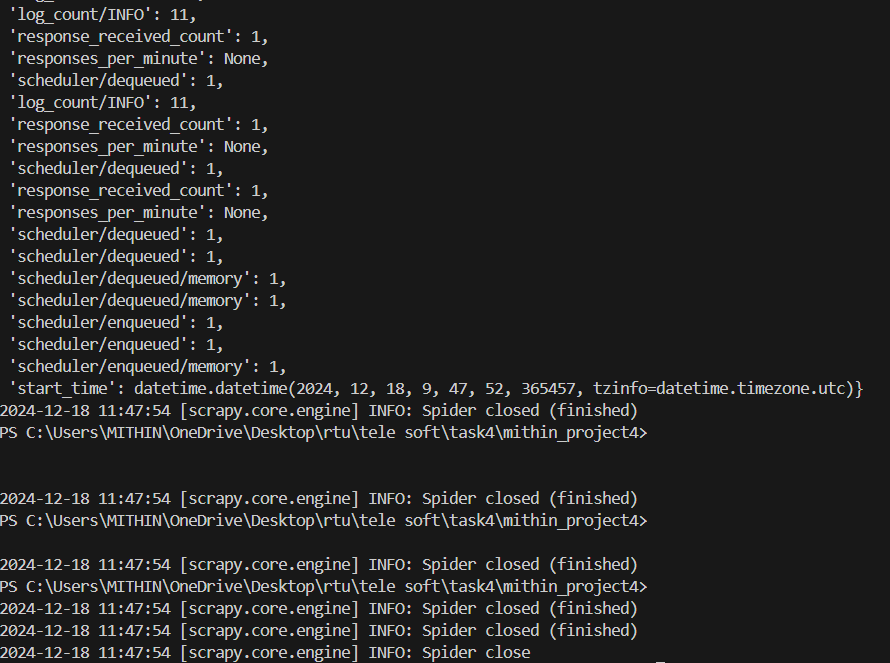 'log_count/INFO': 11,
'response_received_count': 1,
'responses_per_minute': None,
'scheduler/dequeued': 1,
'log_count/INFO': 11,
'response_received_count': 1,
'responses_per_minute': None,
'scheduler/dequeued': 1,
'response_received_count': 1,
'responses_per_minute': None,
'scheduler/dequeued': 1,
'scheduler/dequeued': 1,
'scheduler/dequeued/memory': 1,
'scheduler/dequeued/memory': 1,
'scheduler/enqueued': 1,
'scheduler/enqueued': 1,
'scheduler/enqueued/memory': 1,
'start_time': datetime.datetime(2024, 12, 18, 9, 47, 52, 365457, tzinfo=datetime.timezone.utc)}
2024-12-18 11:47:54 [scrapy.core.engine] INFO: Spider closed (finished)
PS C:\Users\MITHIN\OneDrive\Desktop\rtu\tele soft\task4\mithin_project4>
2024-12-18 11:47:54 [scrapy.core.engine] INFO: Spider closed (finished)
PS C:\Users\MITHIN\OneDrive\Desktop\rtu\tele soft\task4\mithin_project4>
2024-12-18 11:47:54 [scrapy.core.engine] INFO: Spider closed (finished)
PS C:\Users\MITHIN\OneDrive\Desktop\rtu\tele soft\task4\mithin_project4>
2024-12-18 11:47:54 [scrapy.core.engine] INFO: Spider closed (finished)
2024-12-18 11:47:54 [scrapy.core.engine] INFO: Spider closed (finished)
2024-12-18 11:47:54 [scrapy.core.engine] INFO: Spider close